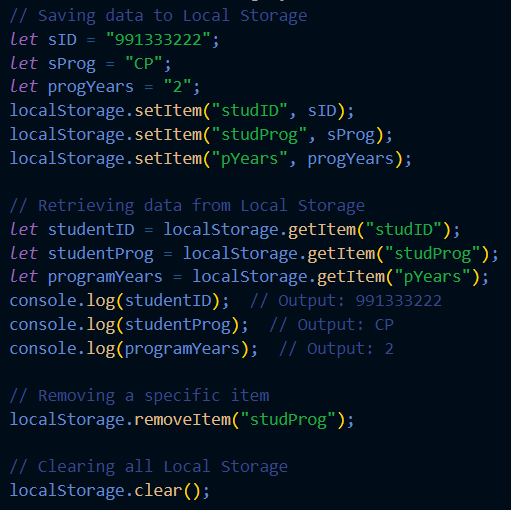 // Saving data to Local Storage
let sID = "991333222";
let sProg = "CP";
let progYears = "2";
localStorage.setItem("studID", sID);
localStorage.setItem("studProg", sProg);
localStorage.setItem("pYears", progYears);
// Retrieving data from Local Storage
let studentID = localStorage.getItem("studID");
let studentProg = localStorage.getItem("studProg");
let programYears = localStorage.getItem("pYears");
console.log(studentID);  // Output: 991333222
console.log(studentProg);  // Output: CP
console.log(programYears);  // Output: 2
// Removing a specific item
localStorage.removeItem("studProg");
// Clearing all Local Storage
localStorage.clear();